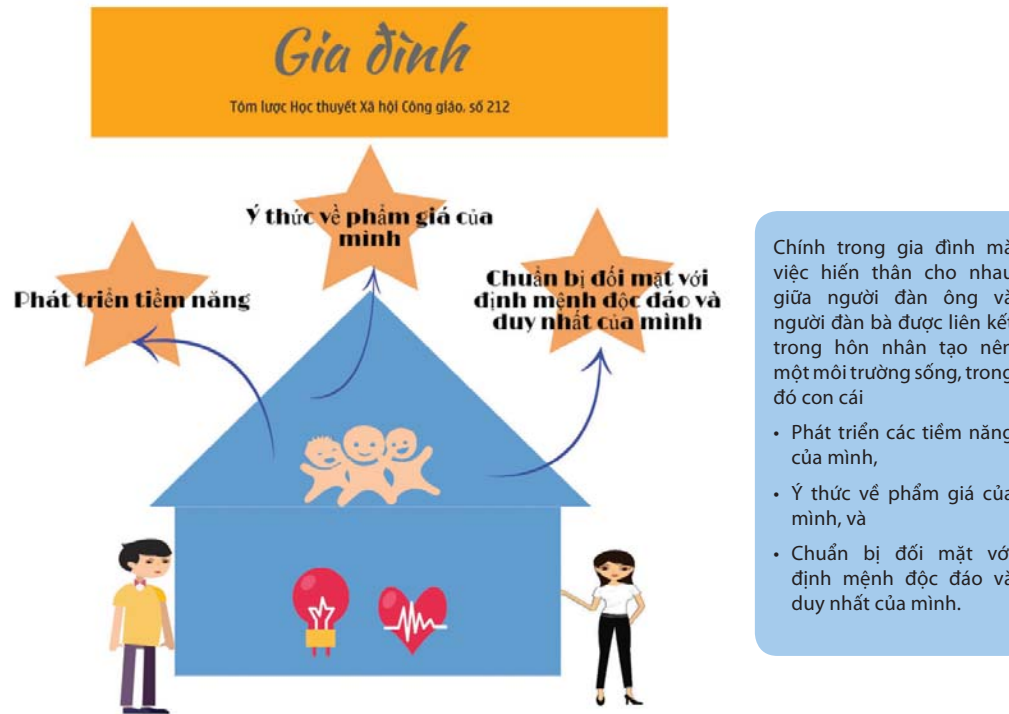 Gia đình
Tóm lược Học thuyết Xã hội Công giáo, số 212
Ý thức về phẩm giá của
mình
Phát triển tiềm năng
Chuẩn bị đối mặt với
định mệnh độc đáo và
duy nhất của mình
Chính trong gia đình mà
việc hiến thân cho nhau
giữa người đàn ông và
người đàn bà được liên kết
trong hôn nhân tạo nên
một môi trường sống, trong
đó con cái
• Phát triển các tiềm năng
của mình,
• Ý thức về phẩm giá của
mình, và
• Chuẩn bị đối mặt với
định mệnh độc đáo và
duy nhất của mình.